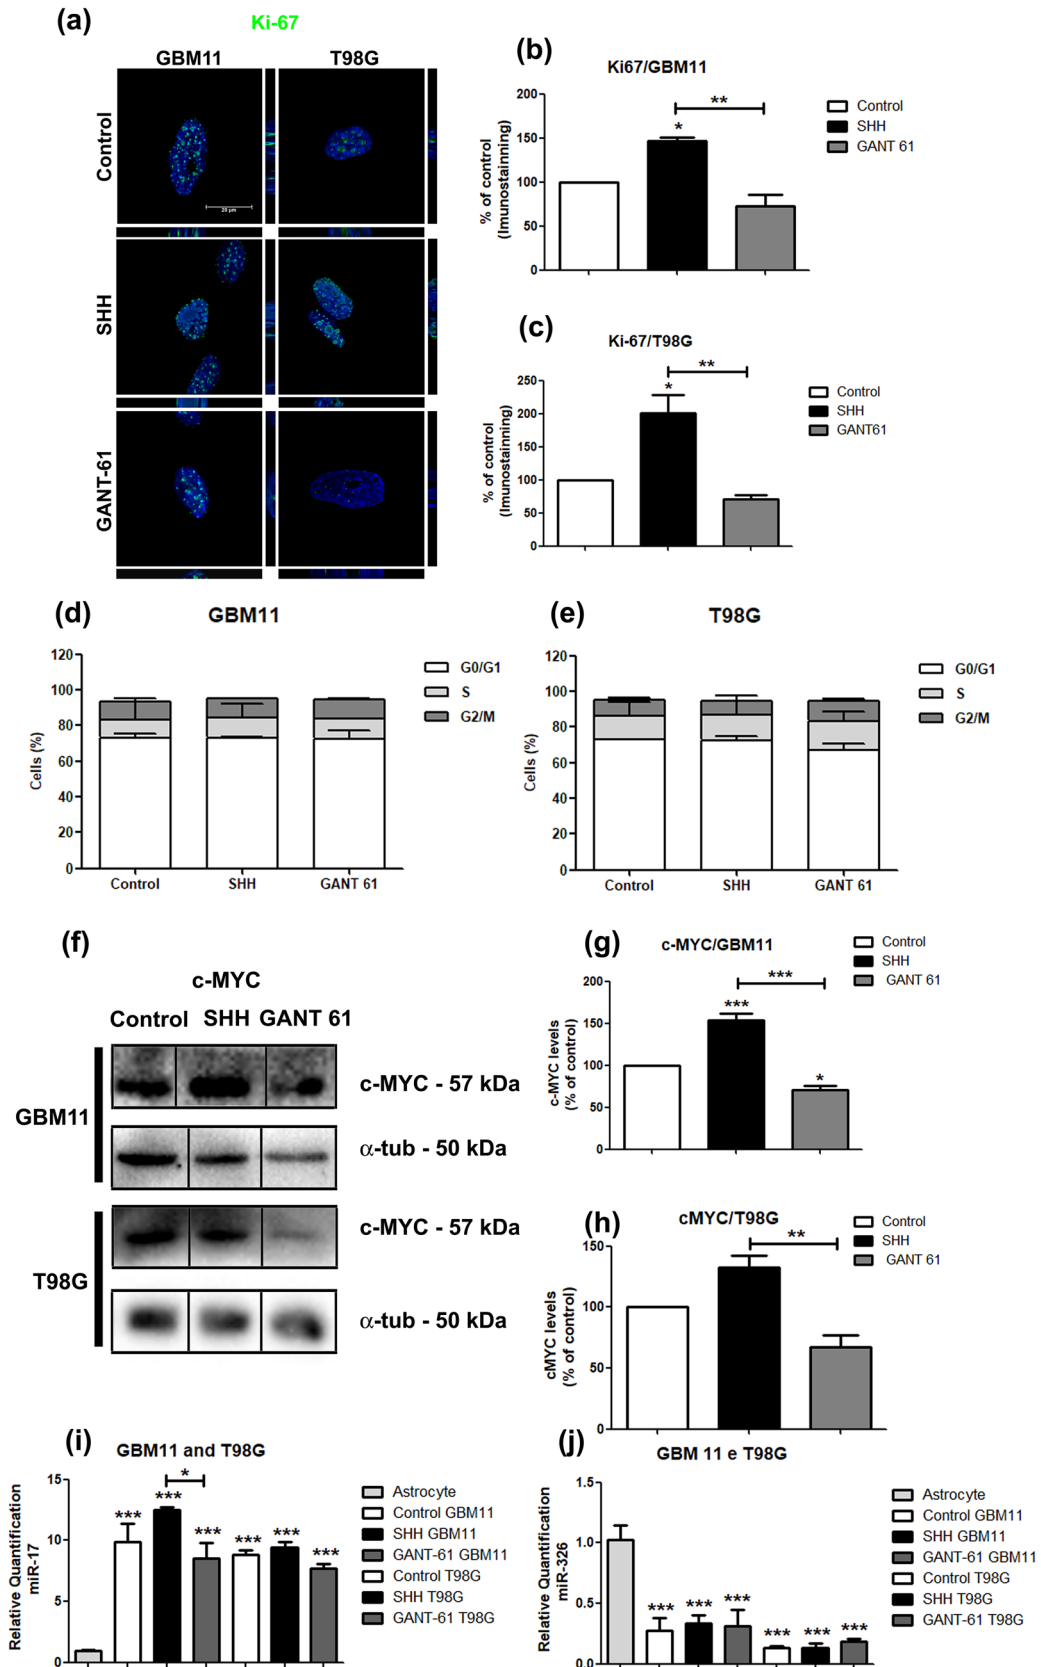 (a)
Ki-67
GBM11 T98G
Control
20 µm
SHH
GANT-61
(b)
Ki67/GBM11
% of control
(Imunostainning)
200
150
100
50
0
*
**
Control
SHH
GANT 61
(c)
Ki-67/T98G
% of control
(Imunostainning)
250
200
150
100
50
0
*
**
Control
SHH
GANT61
(d)
GBM11
Cells (%)
120
100
80
60
40
20
0
Control SHH GANT 61
G0/G1
S
G2/M
(e)
T98G
Cells (%)
120
100
80
60
40
20
0
Control SHH GANT 61
G0/G1
S
G2/M
(f)
c-MYC
Control SHH GANT 61
GBM11
c-MYC - 57 kDa
α-tub - 50 kDa
T98G
c-MYC - 57 kDa
α-tub - 50 kDa
(g)
c-MYC/GBM11
c-MYC levels
(% of control)
200
150
100
50
0
***
***
*
Control
SHH
GANT 61
(h)
cMYC/T98G
cMYC levels
(% of control)
150
100
50
0
**
Control
SHH
GANT 61
(i)
GBM11 and T98G
Relative Quantification
miR-17
15
10
5
0
*
*** *** *** *** *** ***
Astrocyte
Control GBM11
SHH GBM11
GANT-61 GBM11
Control T98G
SHH T98G
GANT-61 T98G
(j)
GBM 11 e T98G
Relative Quantification
miR-326
1.5
1.0
0.5
0.0
*** *** *** *** *** ***
Astrocyte
Control GBM11
SHH GBM11
GANT-61 GBM11
Control T98G
SHH T98G
GANT-61 T98G